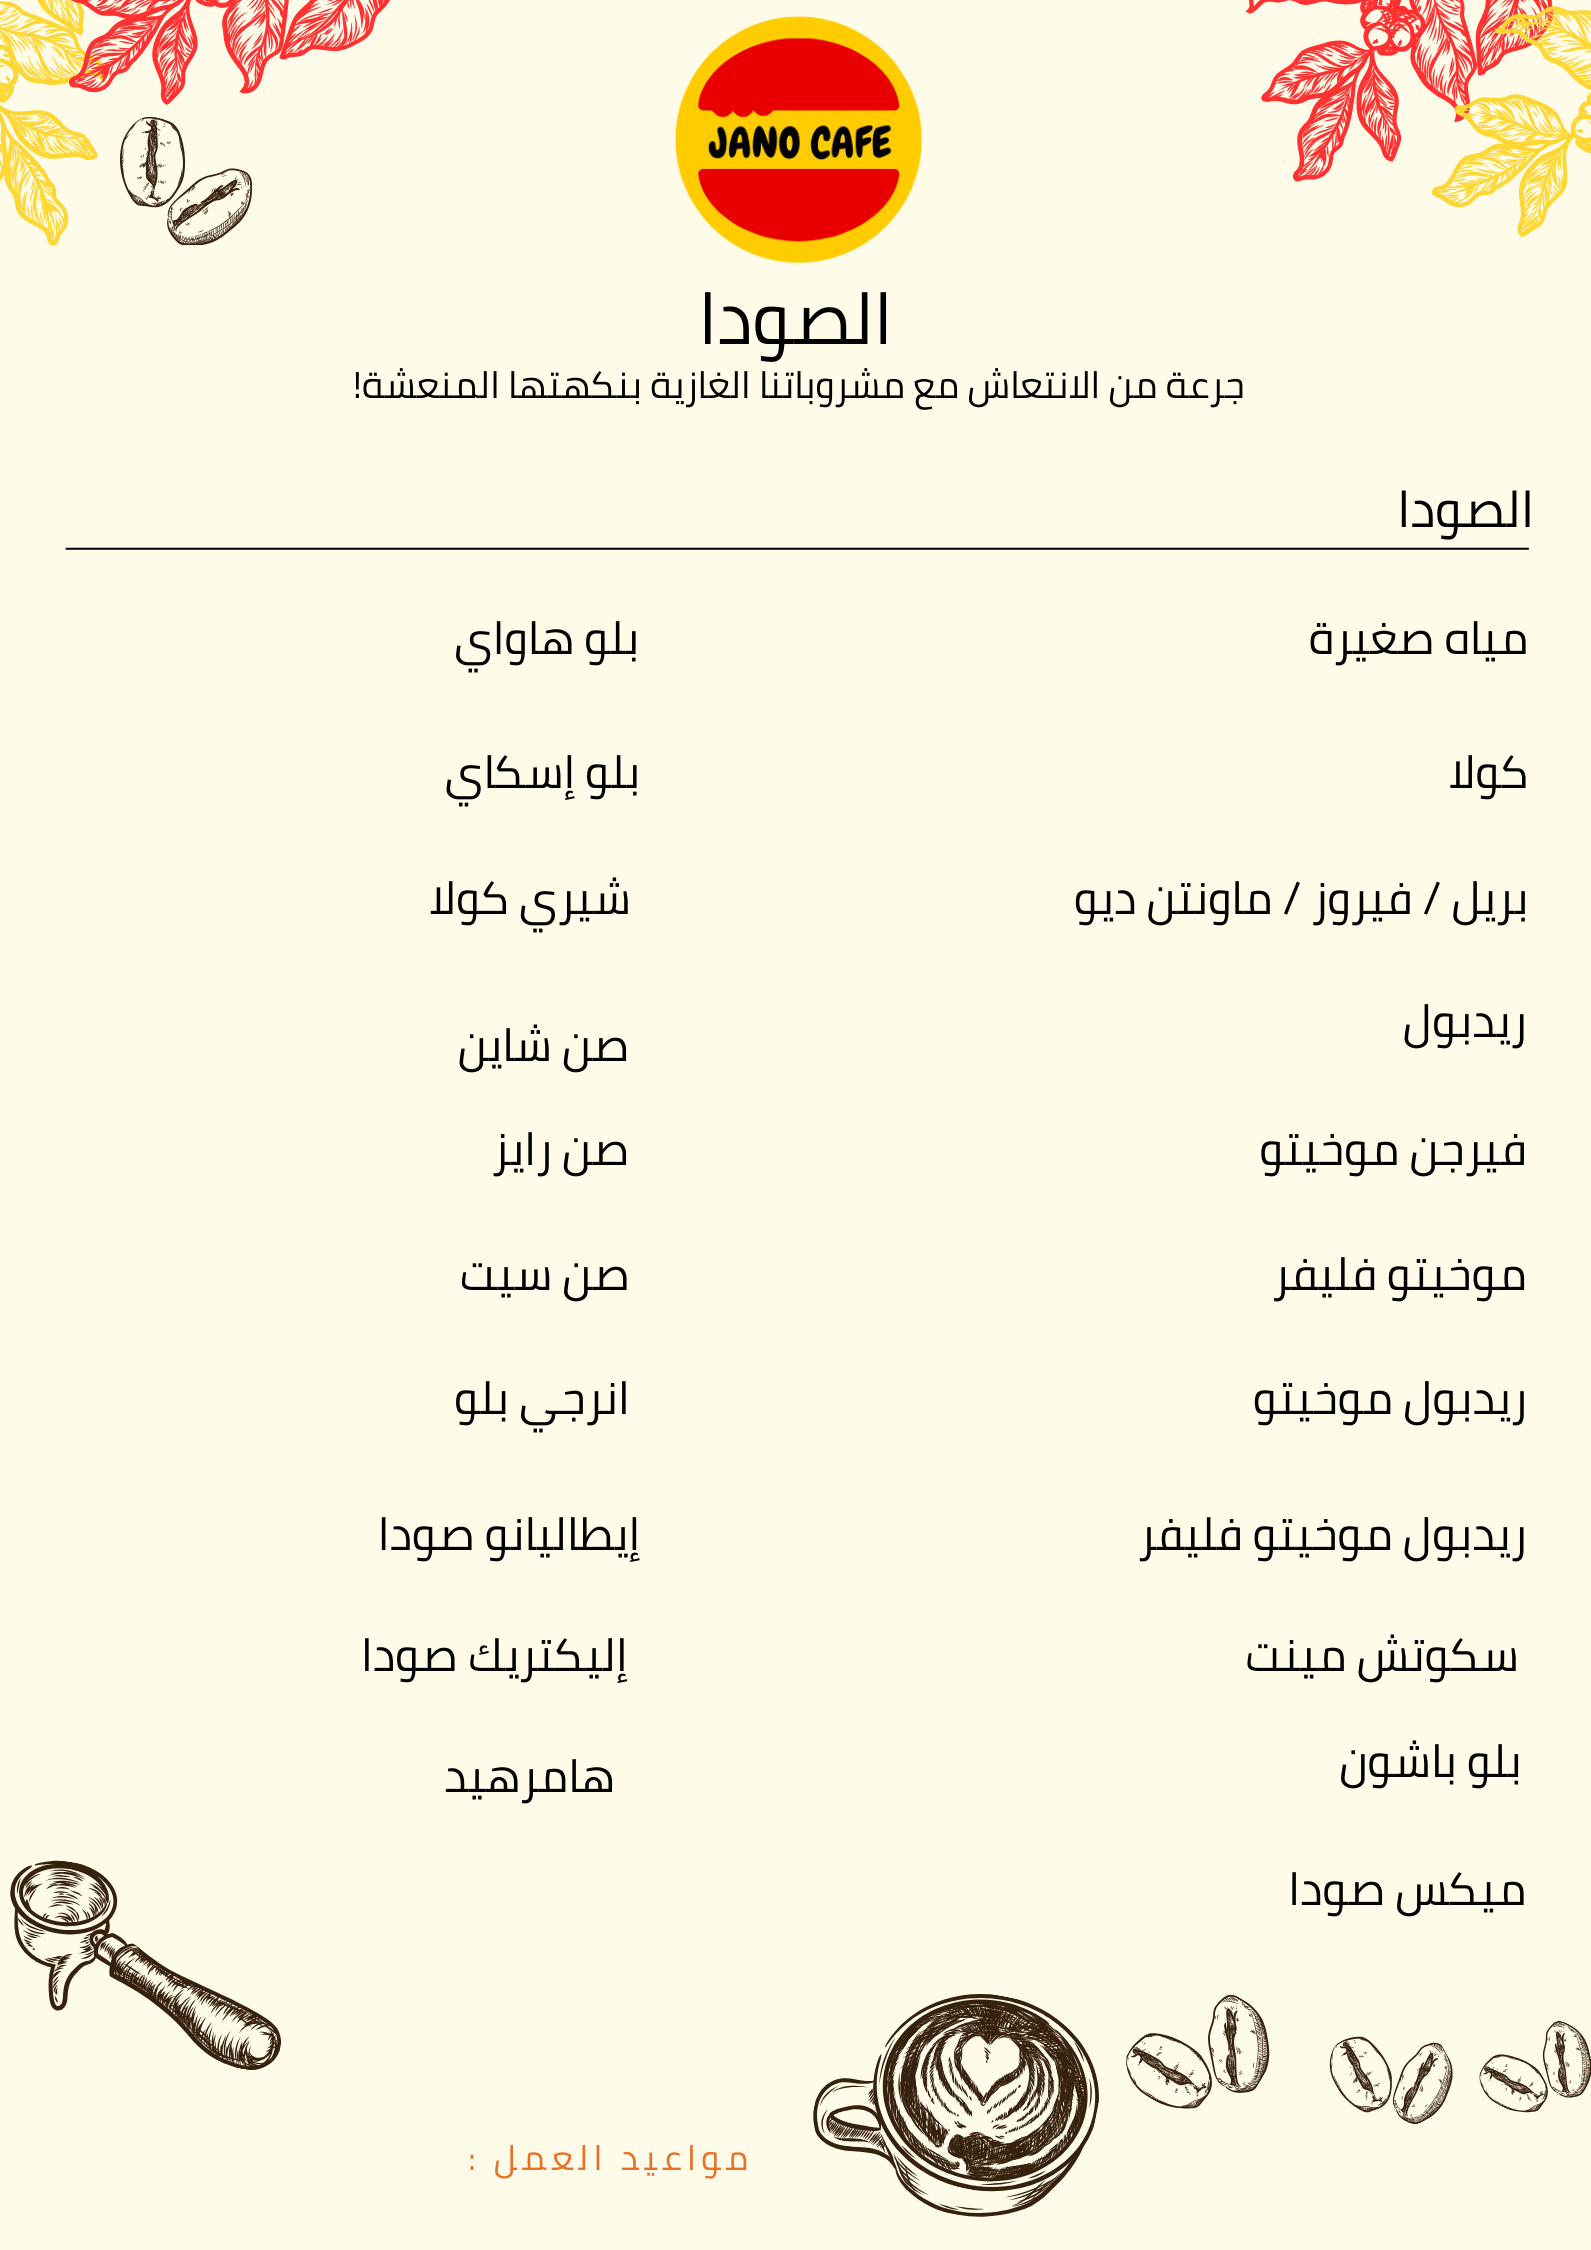 JANO CAFE
الصودا
جرعة من الانتعاش مع مشروباتنا الغازية بنكهتها المنعشة!
الصودا
مياه صغيرة
كولا
بريل / فيروز / ماونتن ديو
ريدبول
فيرجن موخيتو
موخيتو فليفر
ريدبول موخيتو
ريدبول موخيتو فليفر
سكوتش مينت
بلو باشون
ميكس صودا
بلو هاواي
بلو إسكاي
شيري كولا
صن شاين
صن رايز
صن سيت
انرجي بلو
إيطاليانو صودا
إليكتريك صودا
هامرهيد
مواعيد العمل :